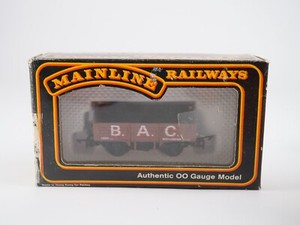 MAINLINE RAILWAYS
B. A. C.
Authentic OO Gauge Model